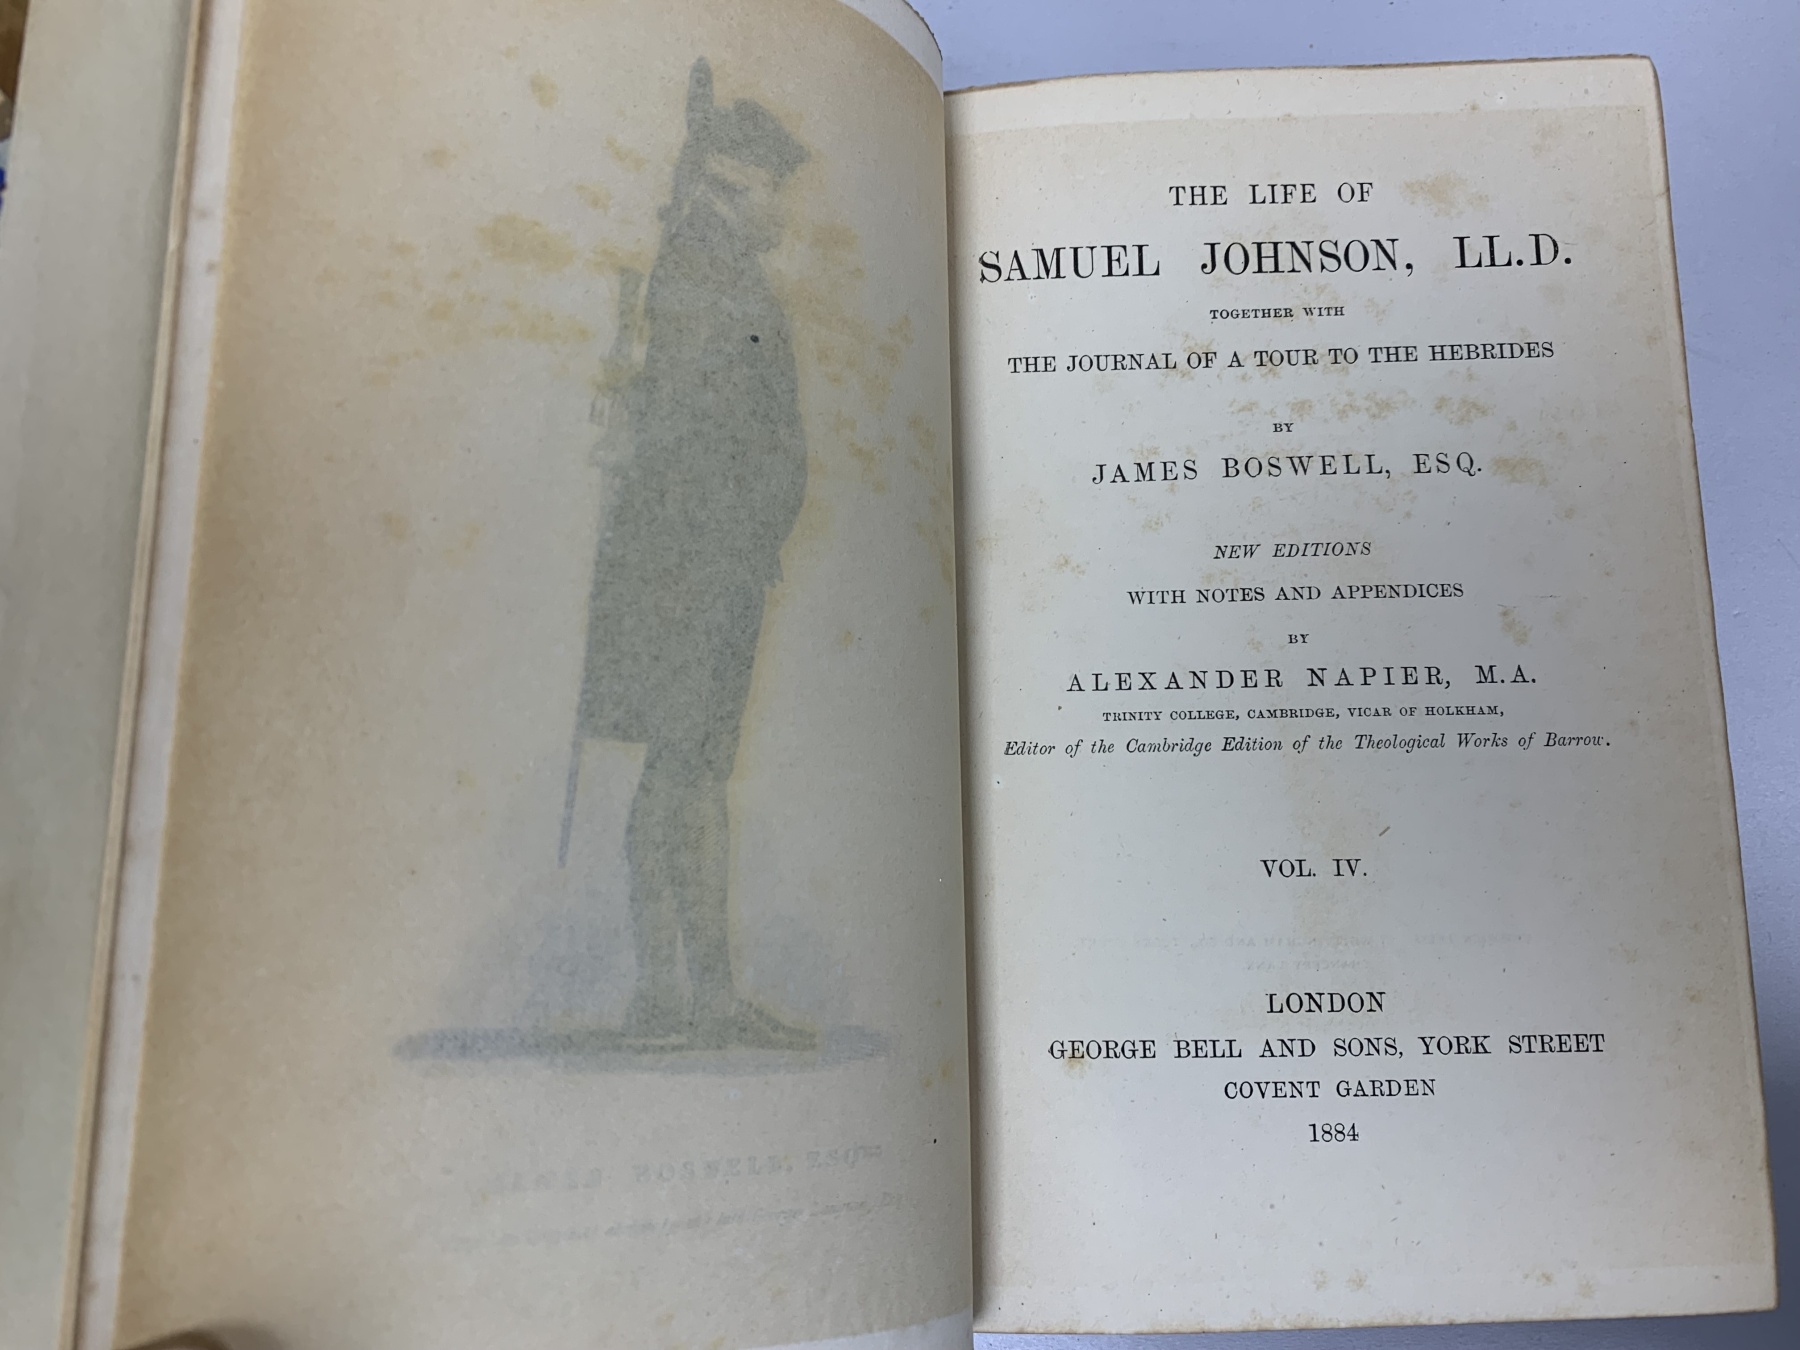 BOSWELL, ESQ
THE LIFE OF
SAMUEL JOHNSON, LL.D.
TOGETHER WITH
THE JOURNAL OF A TOUR TO THE HEBRIDES
BY
JAMES BOSWELL, ESQ.
NEW EDITIONS
WITH NOTES AND APPENDICES
BY
ALEXANDER NAPIER, M.A.
TRINITY COLLEGE, CAMBRIDGE, VICAR OF HOLKHAM,
Editor of the Cambridge Edition of the Theological Works of Barrow.
VOL. IV.
LONDON
GEORGE BELL AND SONS, YORK STREET
COVENT GARDEN
1884